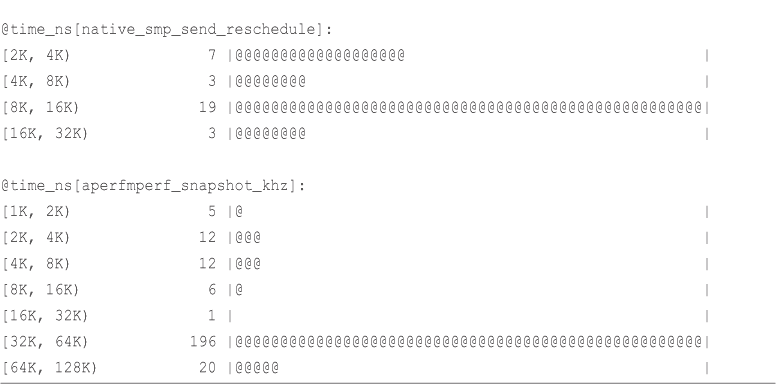 @time_ns[native_smp_send_reschedule]:
[2K, 4K)               7 |@@@@@@@@@@@@@@@@@@@                                 |
[4K, 8K)               3 |@@@@@@@@                                            |
[8K, 16K)             19 |@@@@@@@@@@@@@@@@@@@@@@@@@@@@@@@@@@@@@@@@@@@@@@@@@@@@|
[16K, 32K)             3 |@@@@@@@@                                            |
@time_ns[aperfmperf_snapshot_khz]:
[1K, 2K)               5 |@                                                   |
[2K, 4K)              12 |@@@                                                 |
[4K, 8K)              12 |@@@                                                 |
[8K, 16K)              6 |@                                                   |
[16K, 32K)             1 |                                                    |
[32K, 64K)           196 |@@@@@@@@@@@@@@@@@@@@@@@@@@@@@@@@@@@@@@@@@@@@@@@@@@@@|
[64K, 128K)           20 |@@@@@                                               |